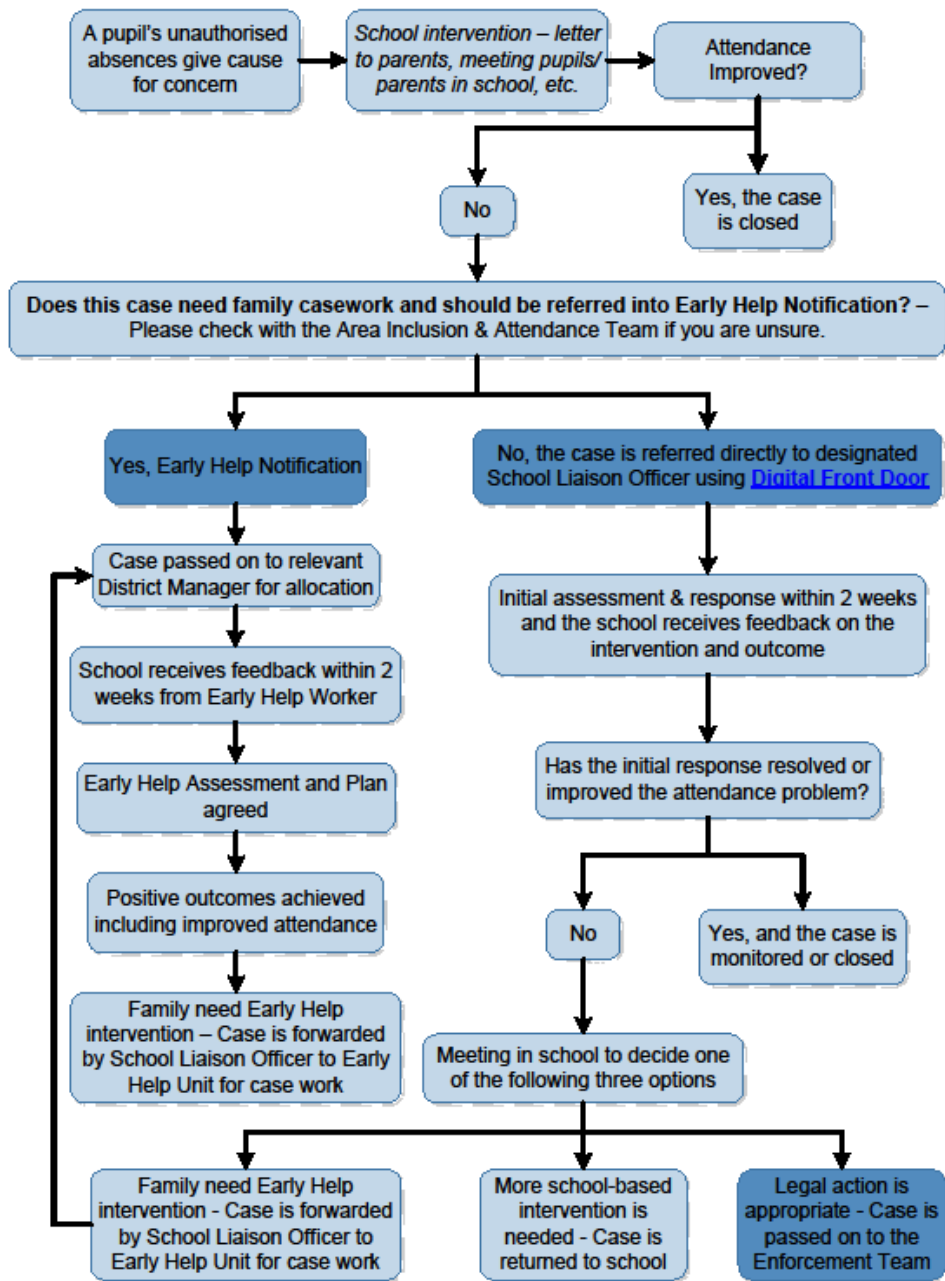 A pupil's unauthorised
absences give cause
for concern
School intervention – letter
to parents, meeting pupils/
parents in school, etc.
Attendance
Improved?
No
Yes, the case
is closed
Does this case need family casework and should be referred into Early Help Notification? –
Please check with the Area Inclusion & Attendance Team if you are unsure.
Yes, Early Help Notification
No, the case is referred directly to designated
School Liaison Officer using Digital Front Door
Case passed on to relevant
District Manager for allocation
Initial assessment & response within 2 weeks
and the school receives feedback on the
intervention and outcome
School receives feedback within 2
weeks from Early Help Worker
Early Help Assessment and Plan
agreed
Has the initial response resolved or
improved the attendance problem?
Positive outcomes achieved
including improved attendance
No
Yes, and the case is
monitored or closed
Family need Early Help
intervention – Case is forwarded
by School Liaison Officer to Early
Help Unit for case work
Meeting in school to decide one
of the following three options
Family need Early Help
intervention - Case is forwarded
by School Liaison Officer to
Early Help Unit for case work
More school-based
intervention is
needed - Case is
returned to school
Legal action is
appropriate - Case is
passed on to the
Enforcement Team